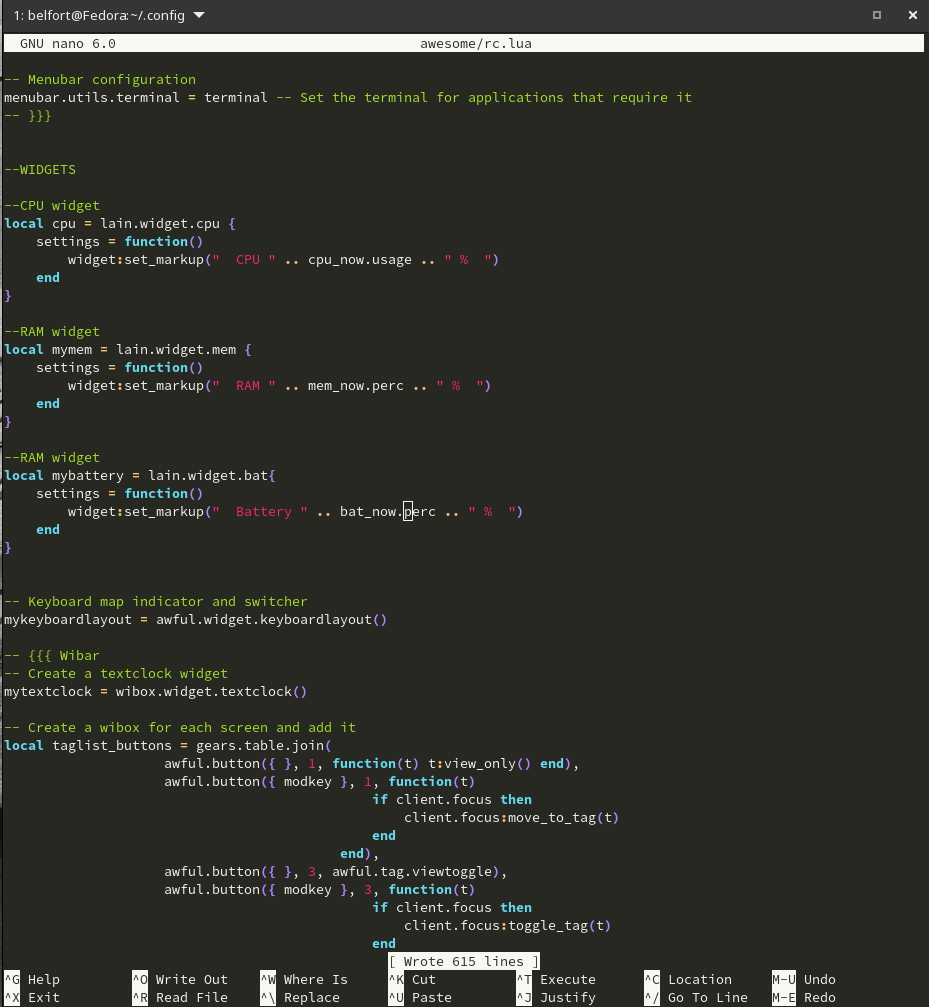 1: belfort@Fedora:~/.config
GNU nano 6.0 awesome/rc.lua
-- Menubar configuration
menubar.utils.terminal = terminal -- Set the terminal for applications that require it
-- }}}
--WIDGETS
--CPU widget
local cpu = lain.widget.cpu {
    settings = function()
        widget:set_markup("  CPU " .. cpu_now.usage .. " %  ")
    end
}
--RAM widget
local mymem = lain.widget.mem {
    settings = function()
        widget:set_markup("  RAM " .. mem_now.perc .. " %  ")
    end
}
--RAM widget
local mybattery = lain.widget.bat{
    settings = function()
        widget:set_markup("  Battery " .. bat_now.perc .. " %  ")
    end
}
-- Keyboard map indicator and switcher
mykeyboardlayout = awful.widget.keyboardlayout()
-- {{{ Wibar
-- Create a textclock widget
mytextclock = wibox.widget.textclock()
-- Create a wibox for each screen and add it
local taglist_buttons = gears.table.join(
                    awful.button({ }, 1, function(t) t:view_only() end),
                    awful.button({ modkey }, 1, function(t)
                                              if client.focus then
                                                  client.focus:move_to_tag(t)
                                              end
                                          end),
                    awful.button({ }, 3, awful.tag.viewtoggle),
                    awful.button({ modkey }, 3, function(t)
                                              if client.focus then
                                                  client.focus:toggle_tag(t)
                                              end
[ Wrote 615 lines ]
^G Help ^O Write Out ^W Where Is ^K Cut ^T Execute ^C Location M-U Undo
^X Exit ^R Read File ^\ Replace ^U Paste ^J Justify ^/ Go To Line M-E Redo